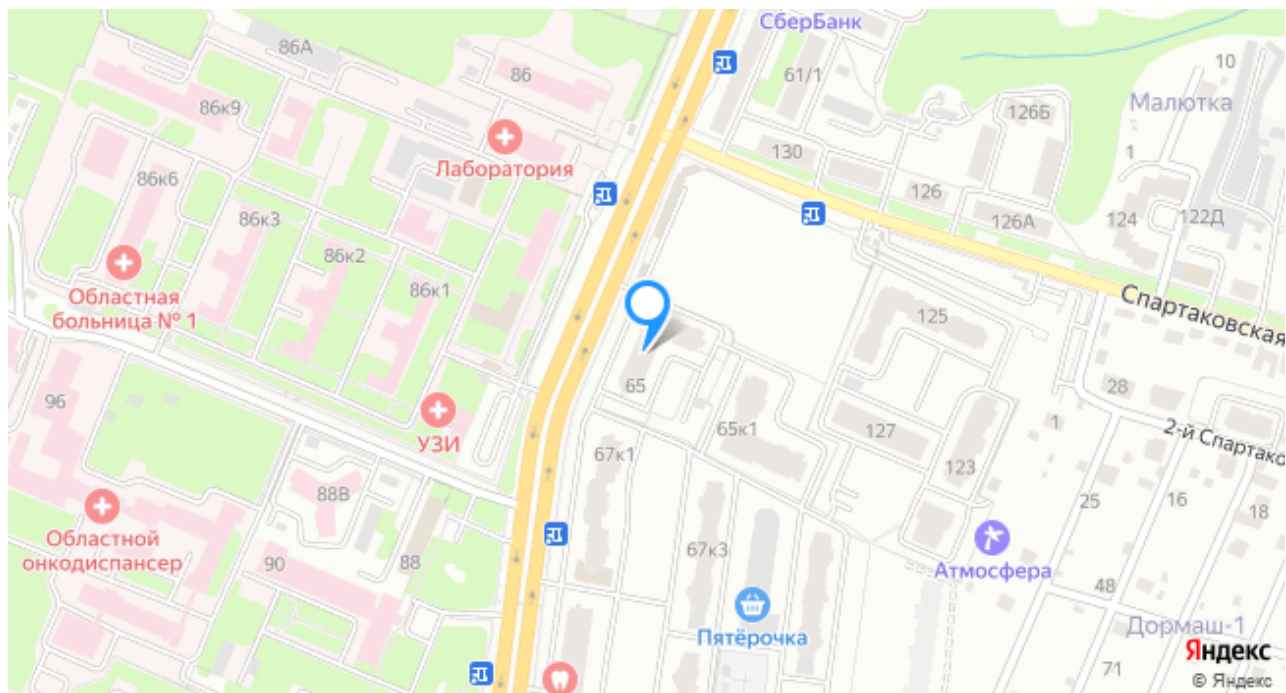 СберБанк
86А
86
61/1
10
86к9
Малютка
126Б
Лаборатория
130
1
86к6
126
86к3
126А
124
122Д
86к2
Областная
больница № 1
86к1
Спартаковская
125
65
28
96
УЗИ
65к1
127
1
2-й Спартако
67к1
123
88В
25
16
18
Областной
онкодиспансер
90
88
67к3
Атмосфера
48
Пятёрочка
Дормаш-1
71
Яндекс
© Яндекс